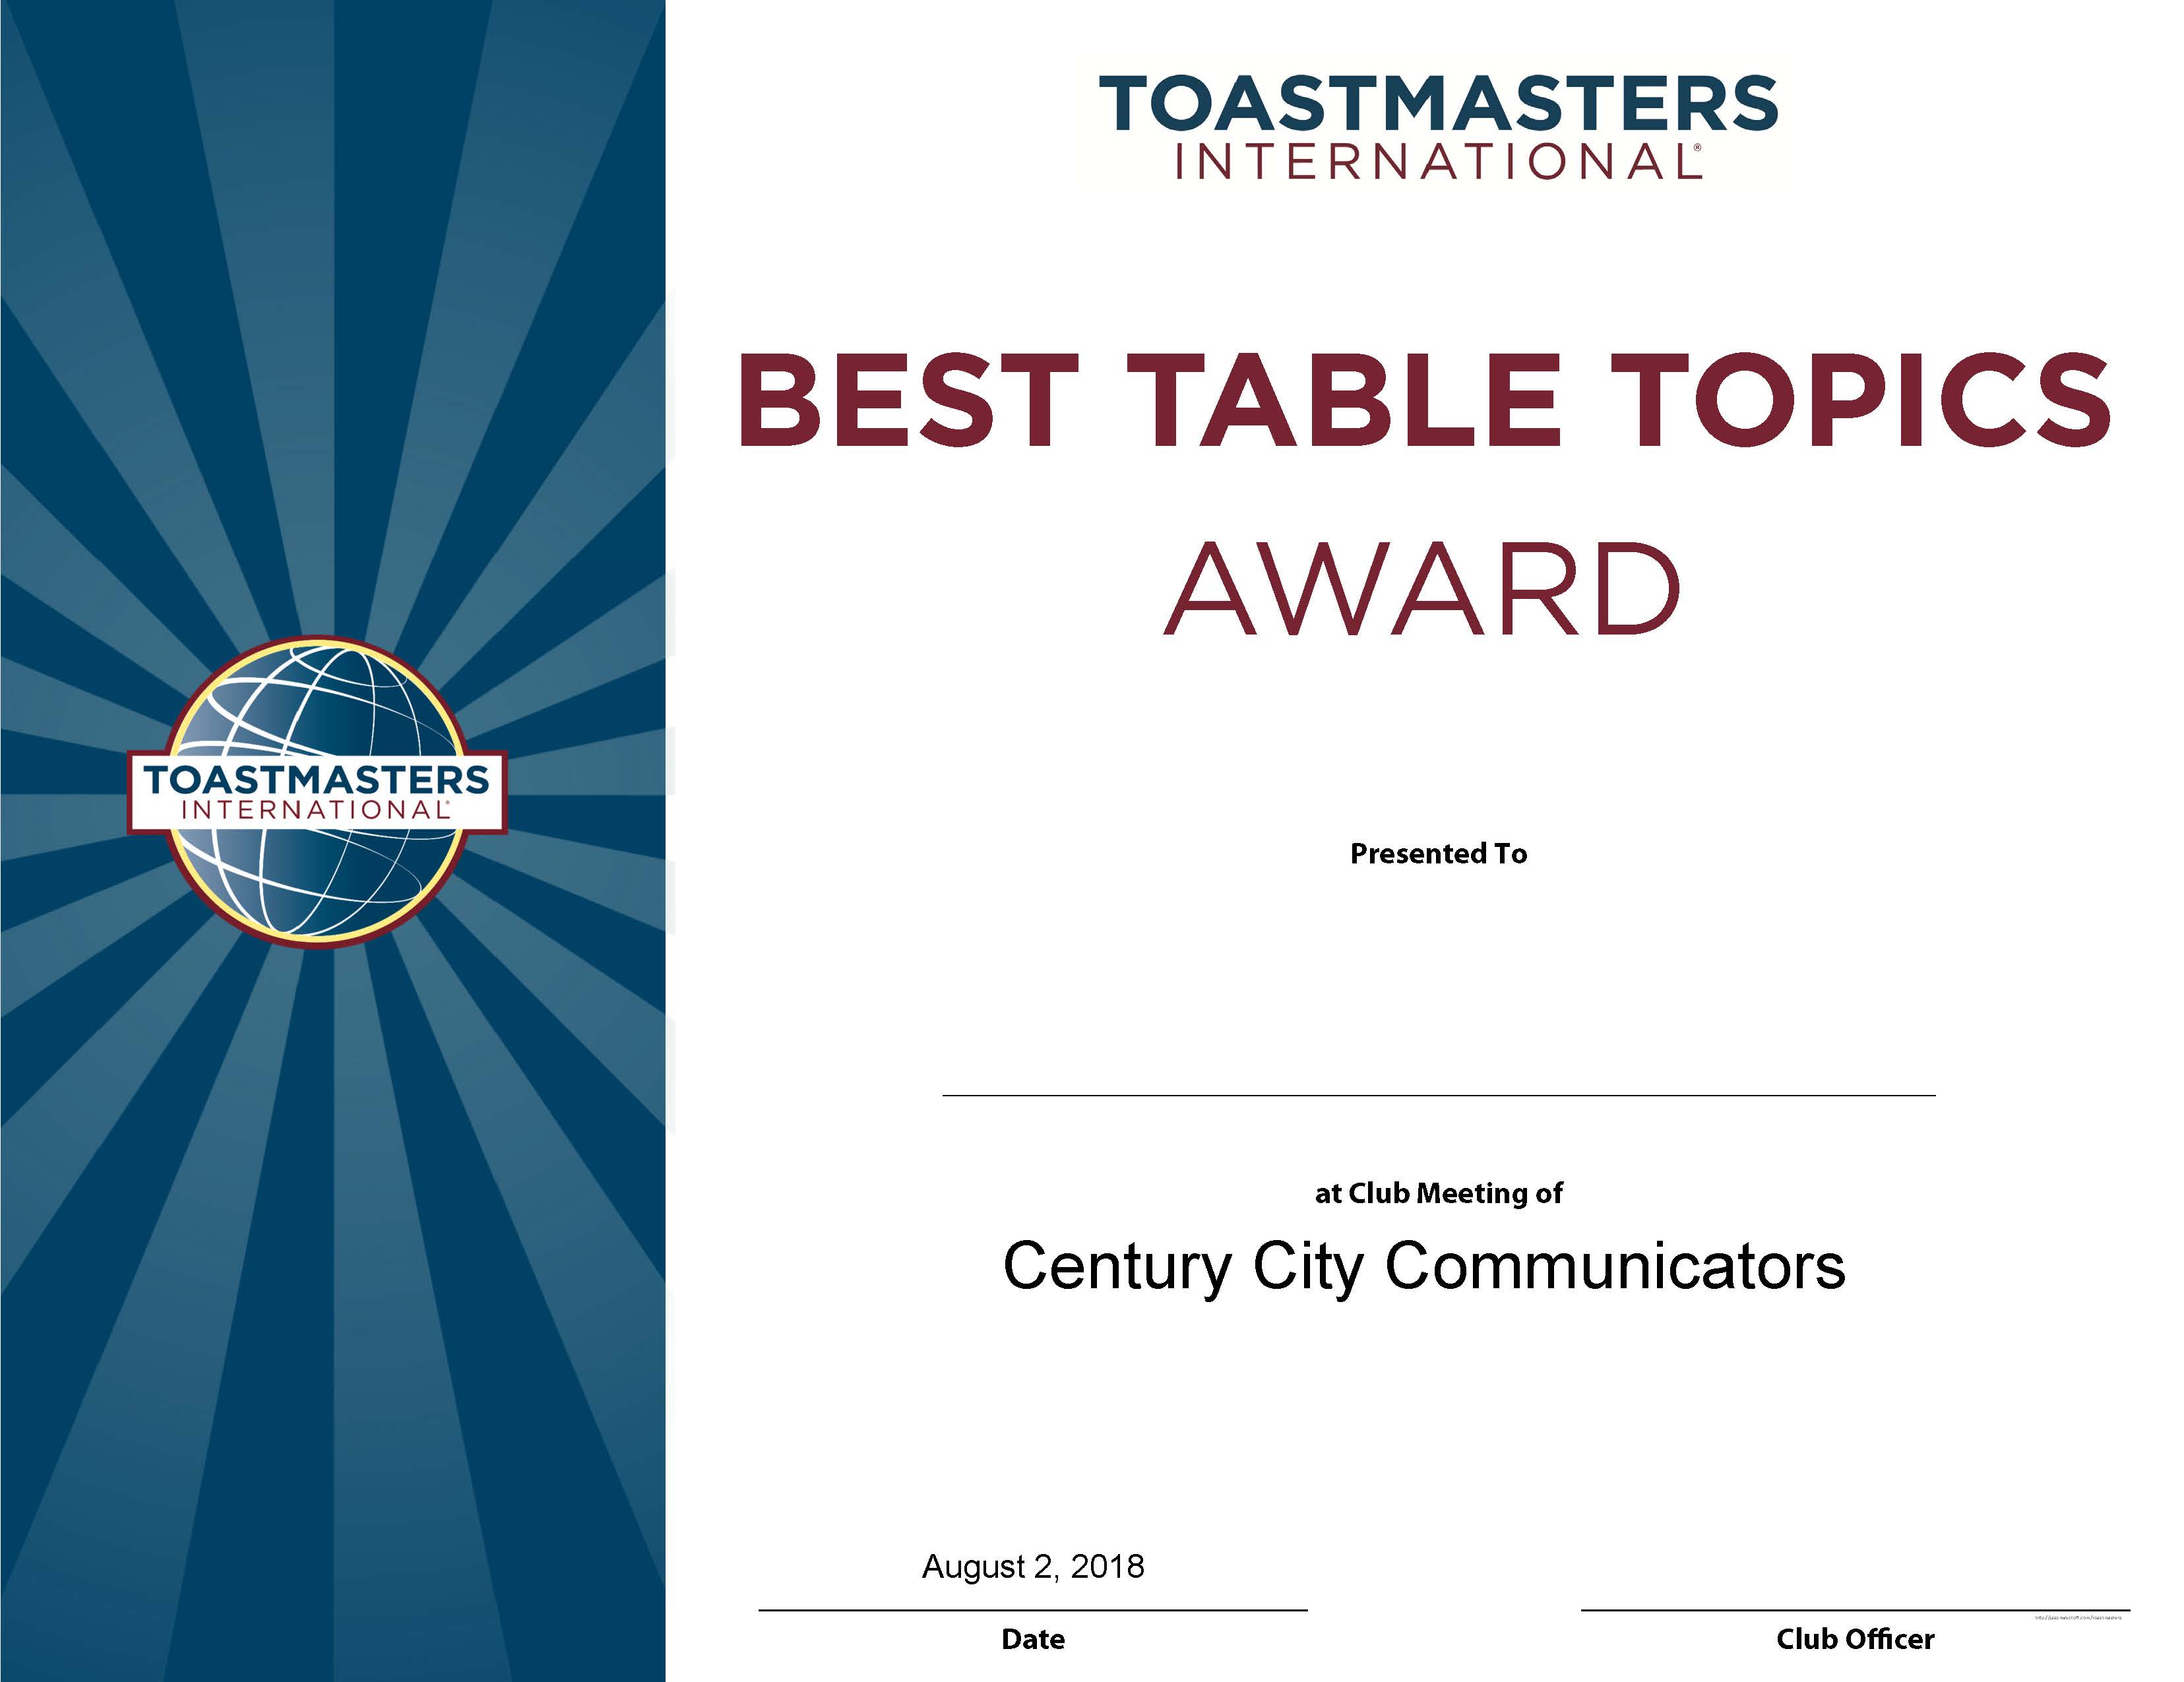 TOASTMASTERS
INTERNATIONAL®
BEST TABLE TOPICS
AWARD
TOASTMASTERS
INTERNATIONAL®
Presented To
at Club Meeting of
Century City Communicators
August 2, 2018
Date
Club Officer